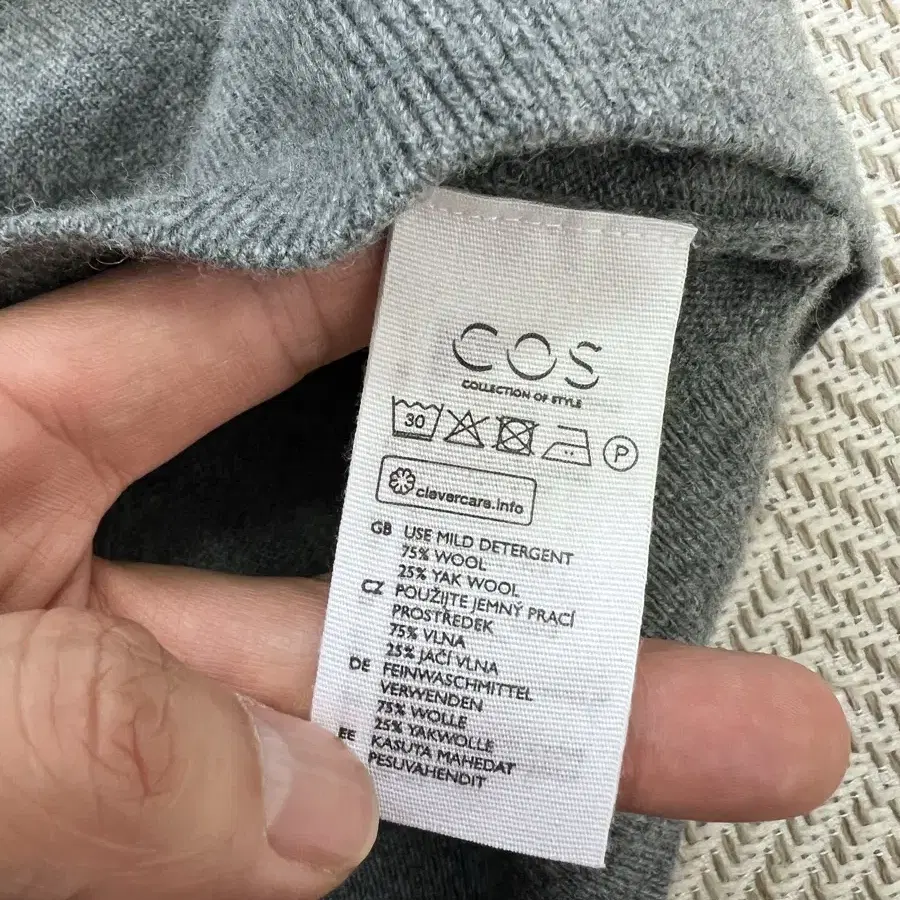 COS
COLLECTION OF STYLE
30 P
clevercare.info
GB USE MILD DETERGENT
75% WOOL
25% YAK WOOL
CZ POUŽIJTE JEMNÝ PRACÍ
PROSTŘEDEK
75% VLNA
25% JAČÍ VLNA
DE FEINWASCHMITTEL
VERWENDEN
75% WOLLE
25% YAKWOLLE
EE KASUTA MAHEDAT
PESUVAHENDIT